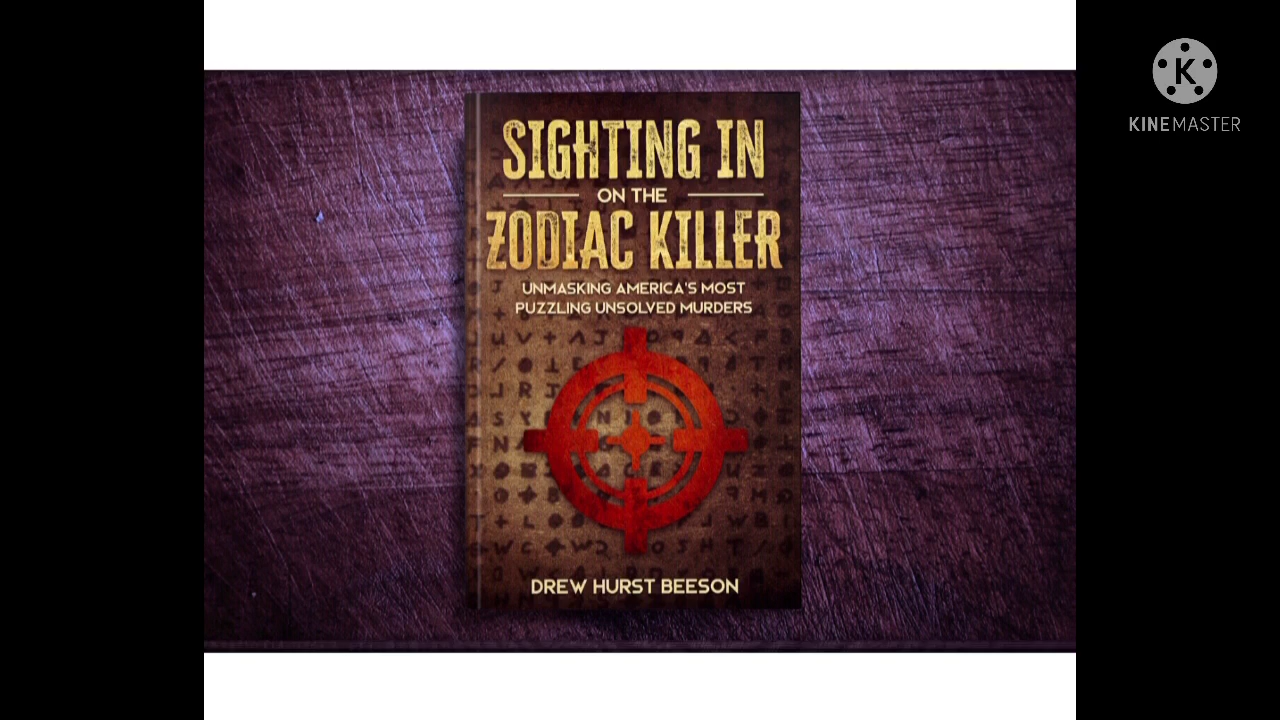 SIGHTING IN
ON THE
ZODIAC KILLER
UNMASKING AMERICA'S MOST
PUZZLING UNSOLVED MURDERS
DREW HURST BEESON
K
KINEMASTER